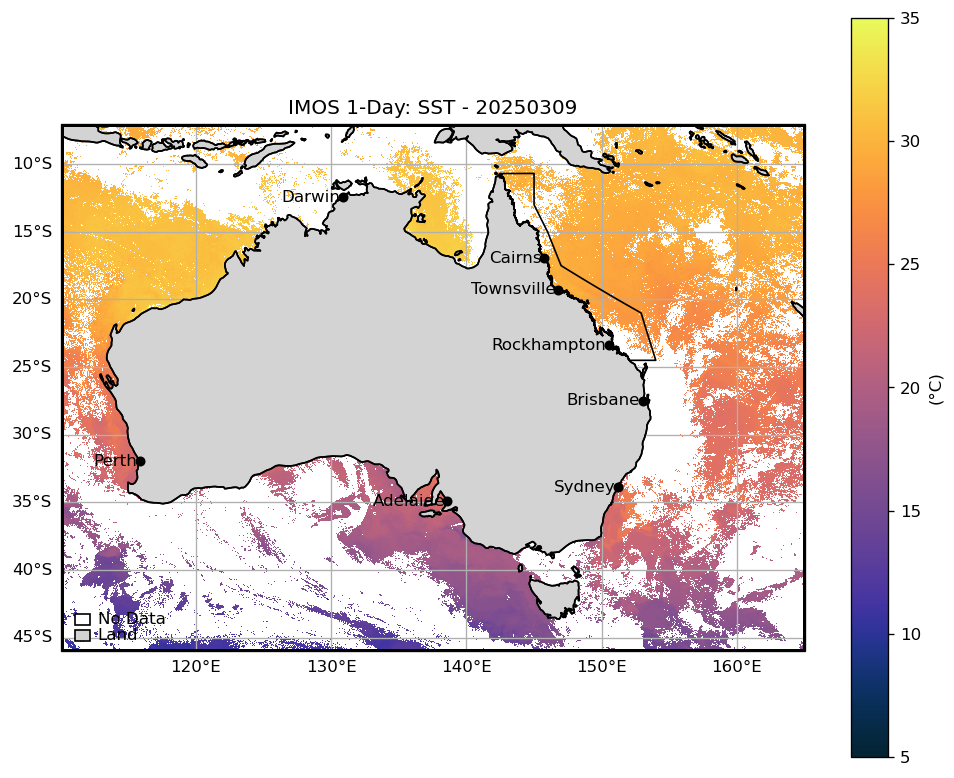 IMOS 1-Day: SST - 20250309
35
30
25
20
15
10
5
(°C)
10°S
15°S
20°S
25°S
30°S
35°S
40°S
45°S
Darwin
Cairns
Townsville
Rockhampton
Brisbane
Perth
Sydney
Adelaide
No Data
Land
120°E
130°E
140°E
150°E
160°E